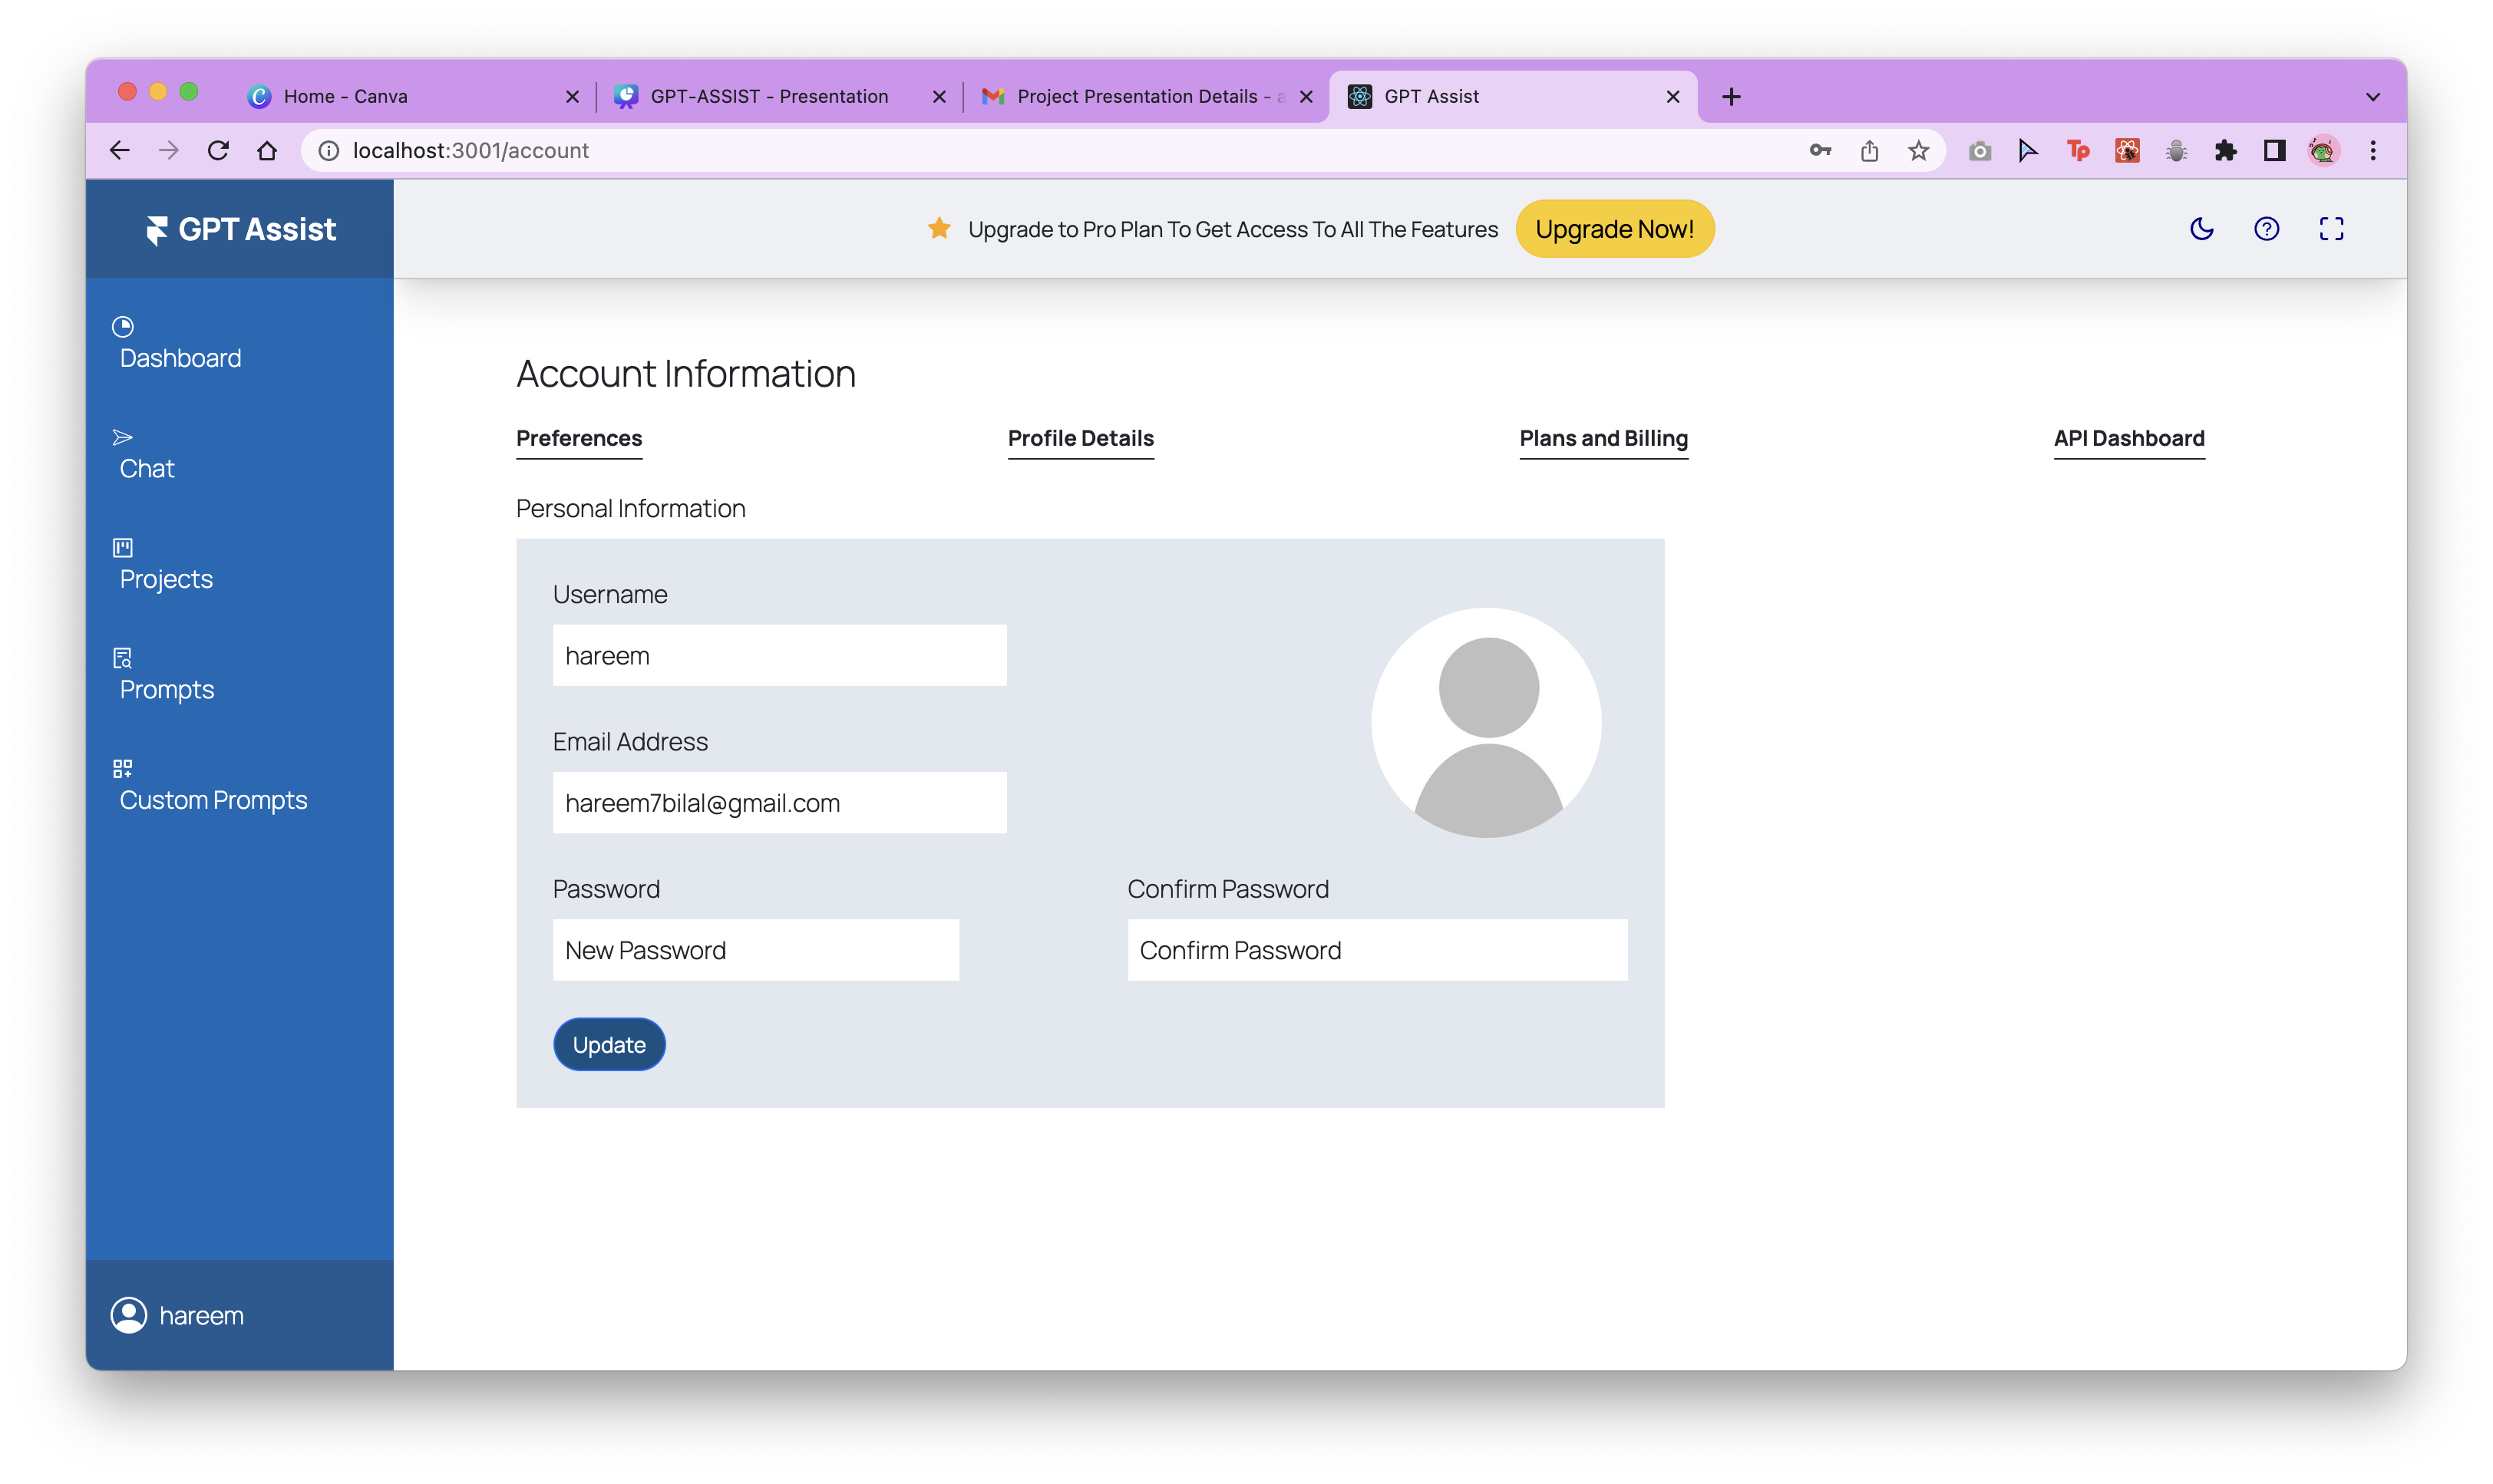 Home - Canva
GPT-ASSIST - Presentation
Project Presentation Details -
GPT Assist
localhost:3001/account
Tp
GPT Assist
Upgrade to Pro Plan To Get Access To All The Features
Upgrade Now!
Dashboard
Chat
Projects
Prompts
Custom Prompts
hareem
Account Information
Preferences Profile Details Plans and Billing API Dashboard
Personal Information
Username
hareem
Email Address
hareem7bilal@gmail.com
Password Confirm Password
New Password Confirm Password
Update